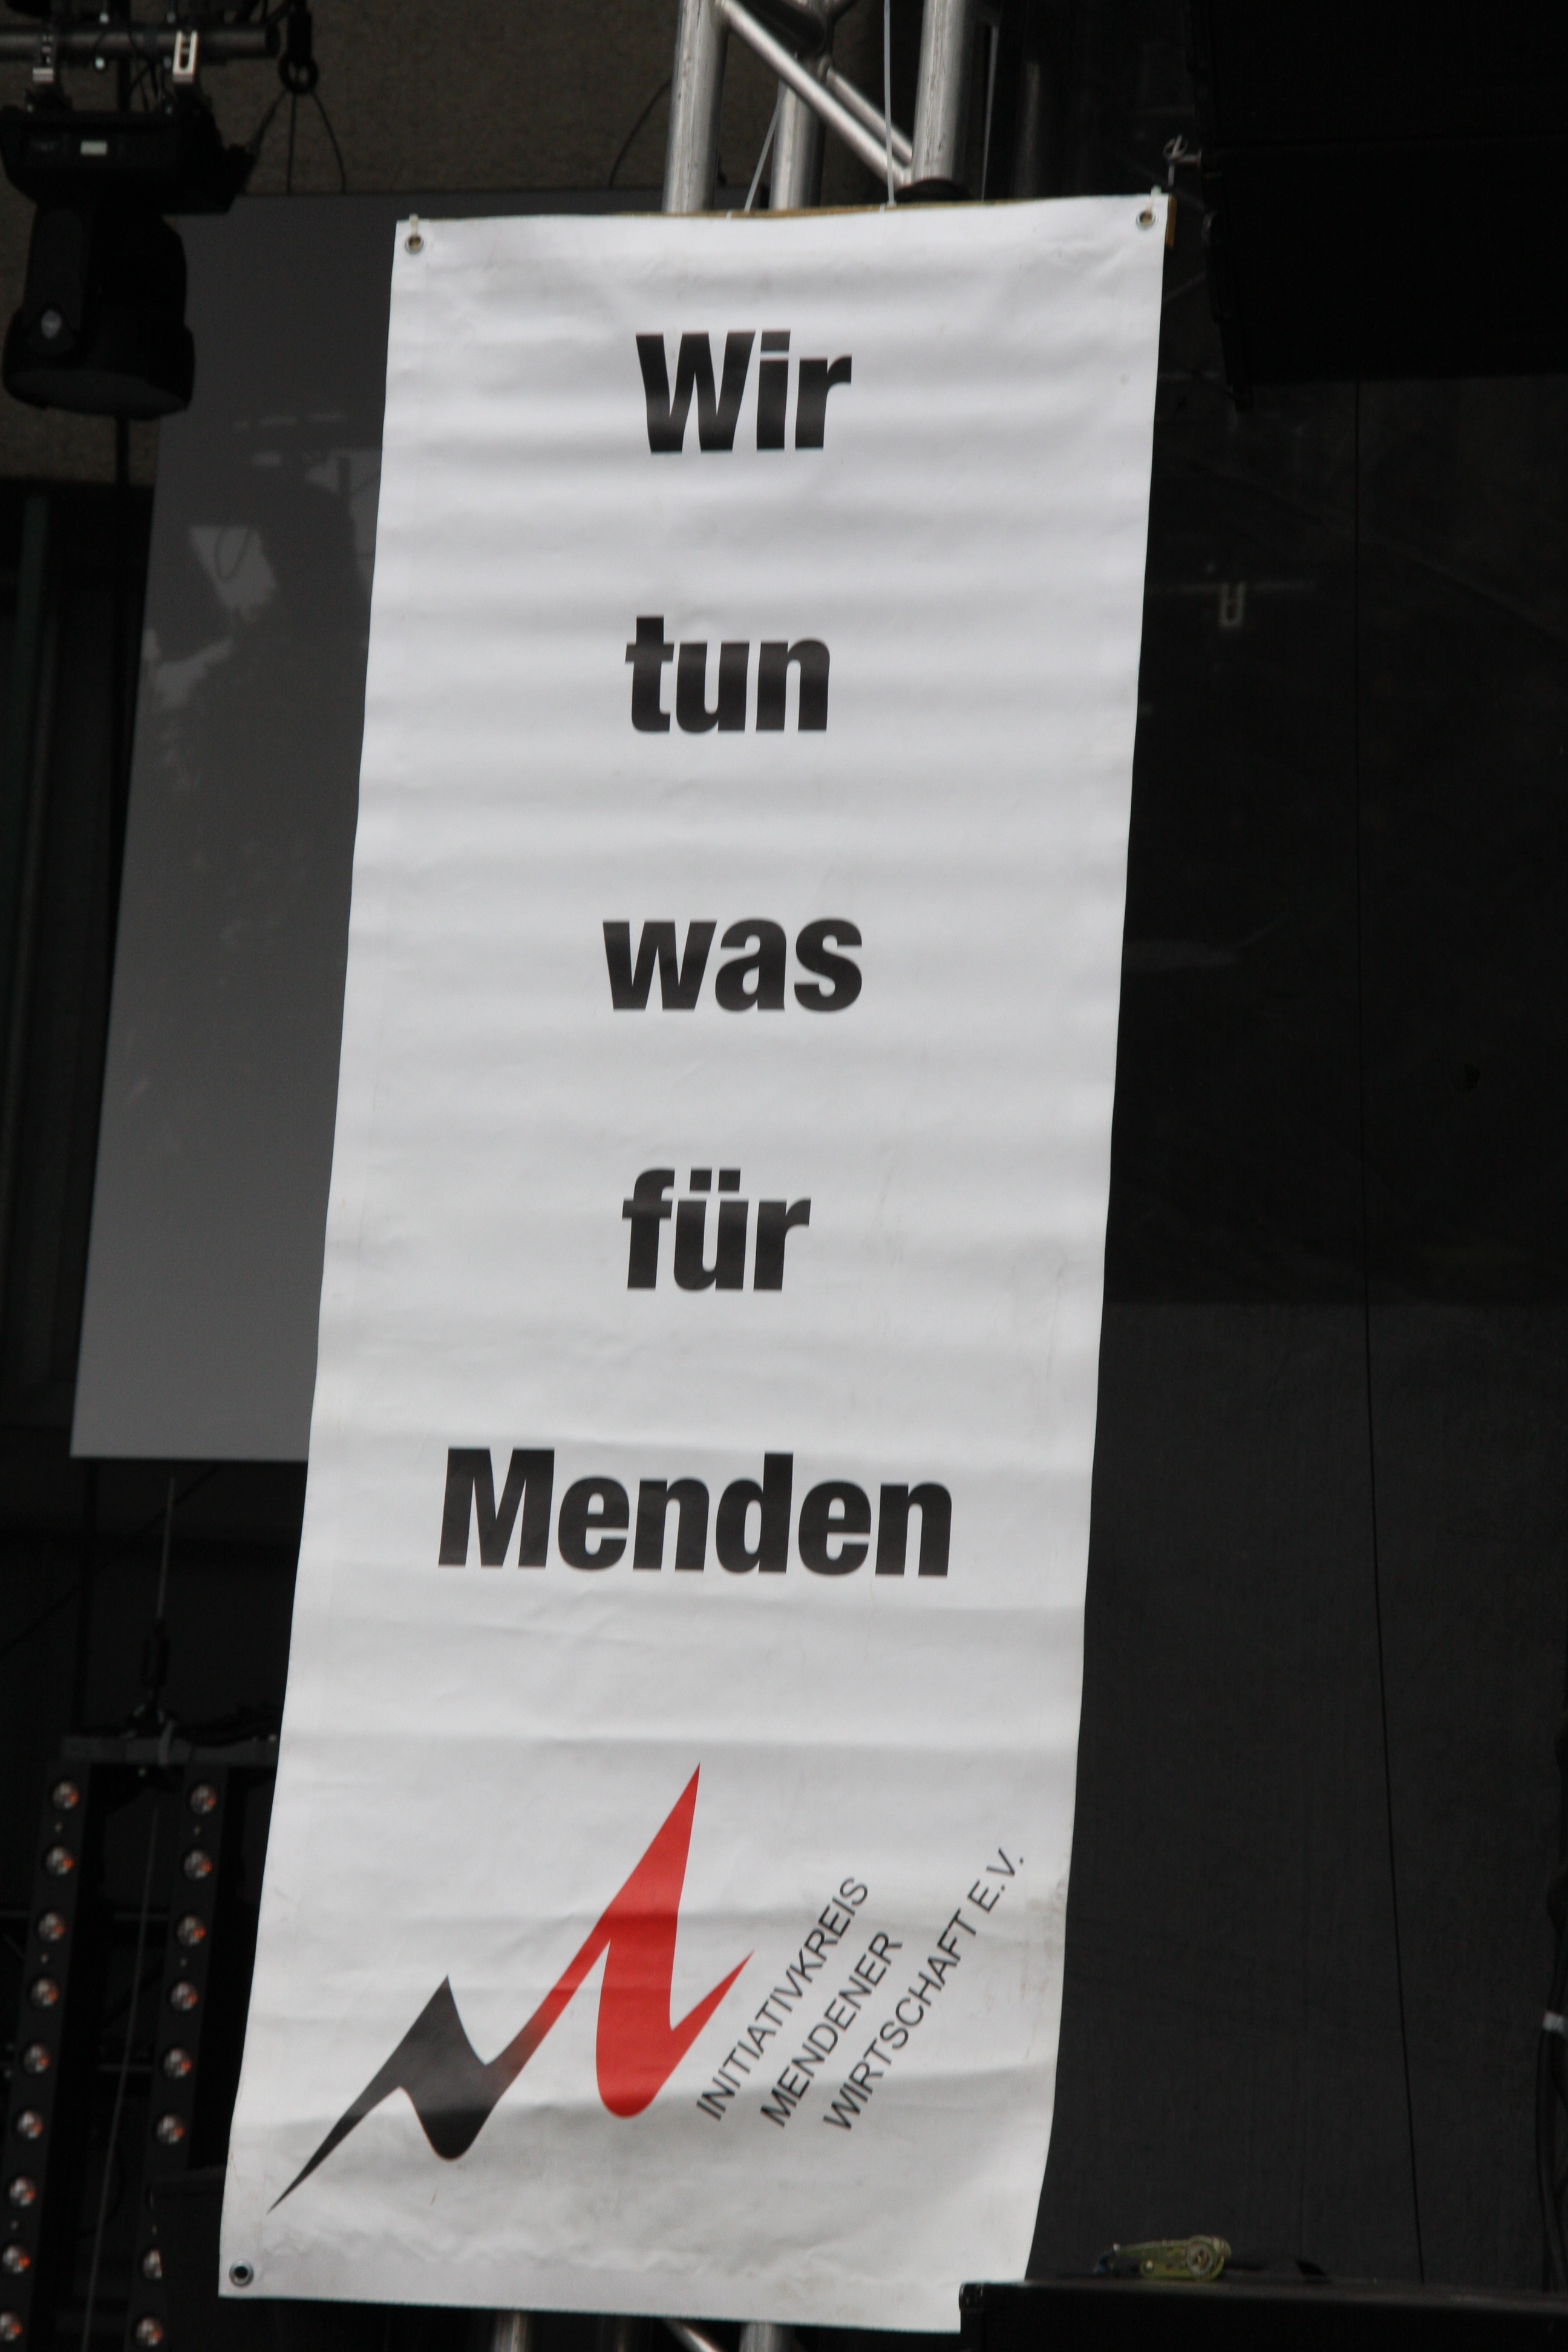 Wir
tun
was
für
Menden
INITIATIVKREIS
MENDENER
WIRTSCHAFT E.V.